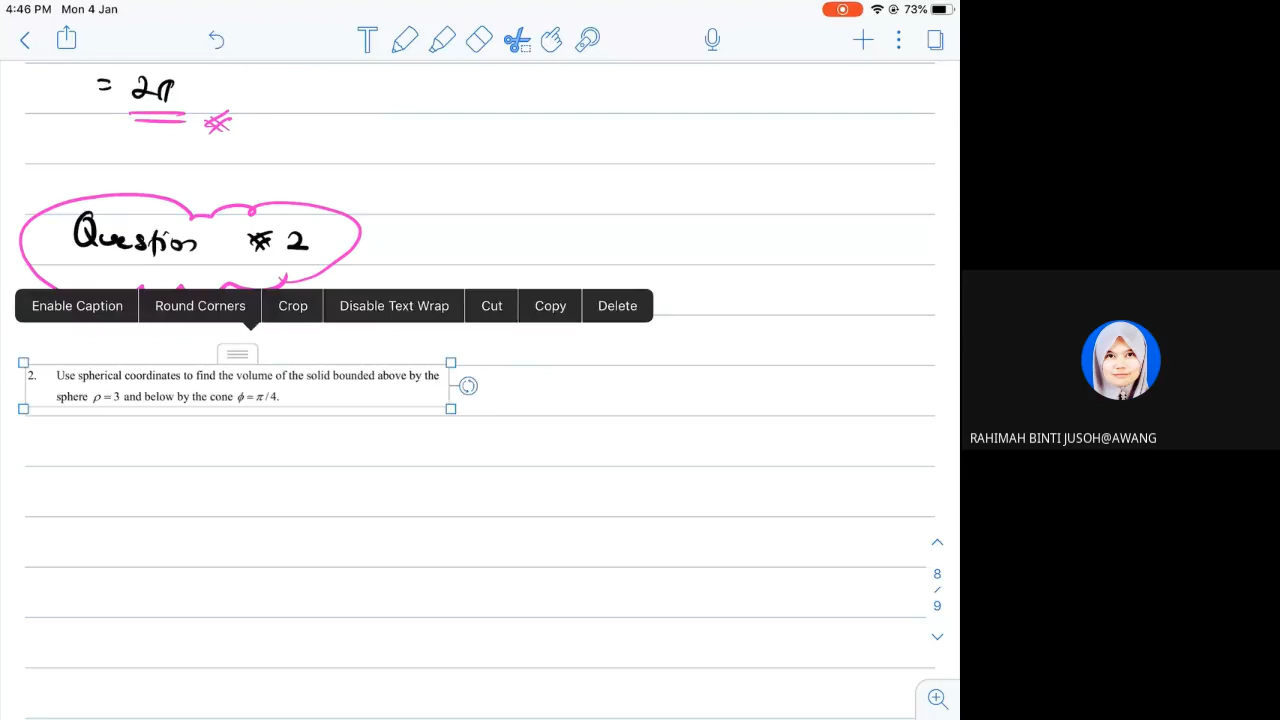 4:46 PM Mon 4 Jan
73%
= 2π
Question # 2
Enable Caption
Round Corners
Crop
Disable Text Wrap
Cut
Copy
Delete
2. Use spherical coordinates to find the volume of the solid bounded above by the
sphere ρ = 3 and below by the cone ϕ = π / 4.
8
/
9
RAHIMAH BINTI JUSOH@AWANG